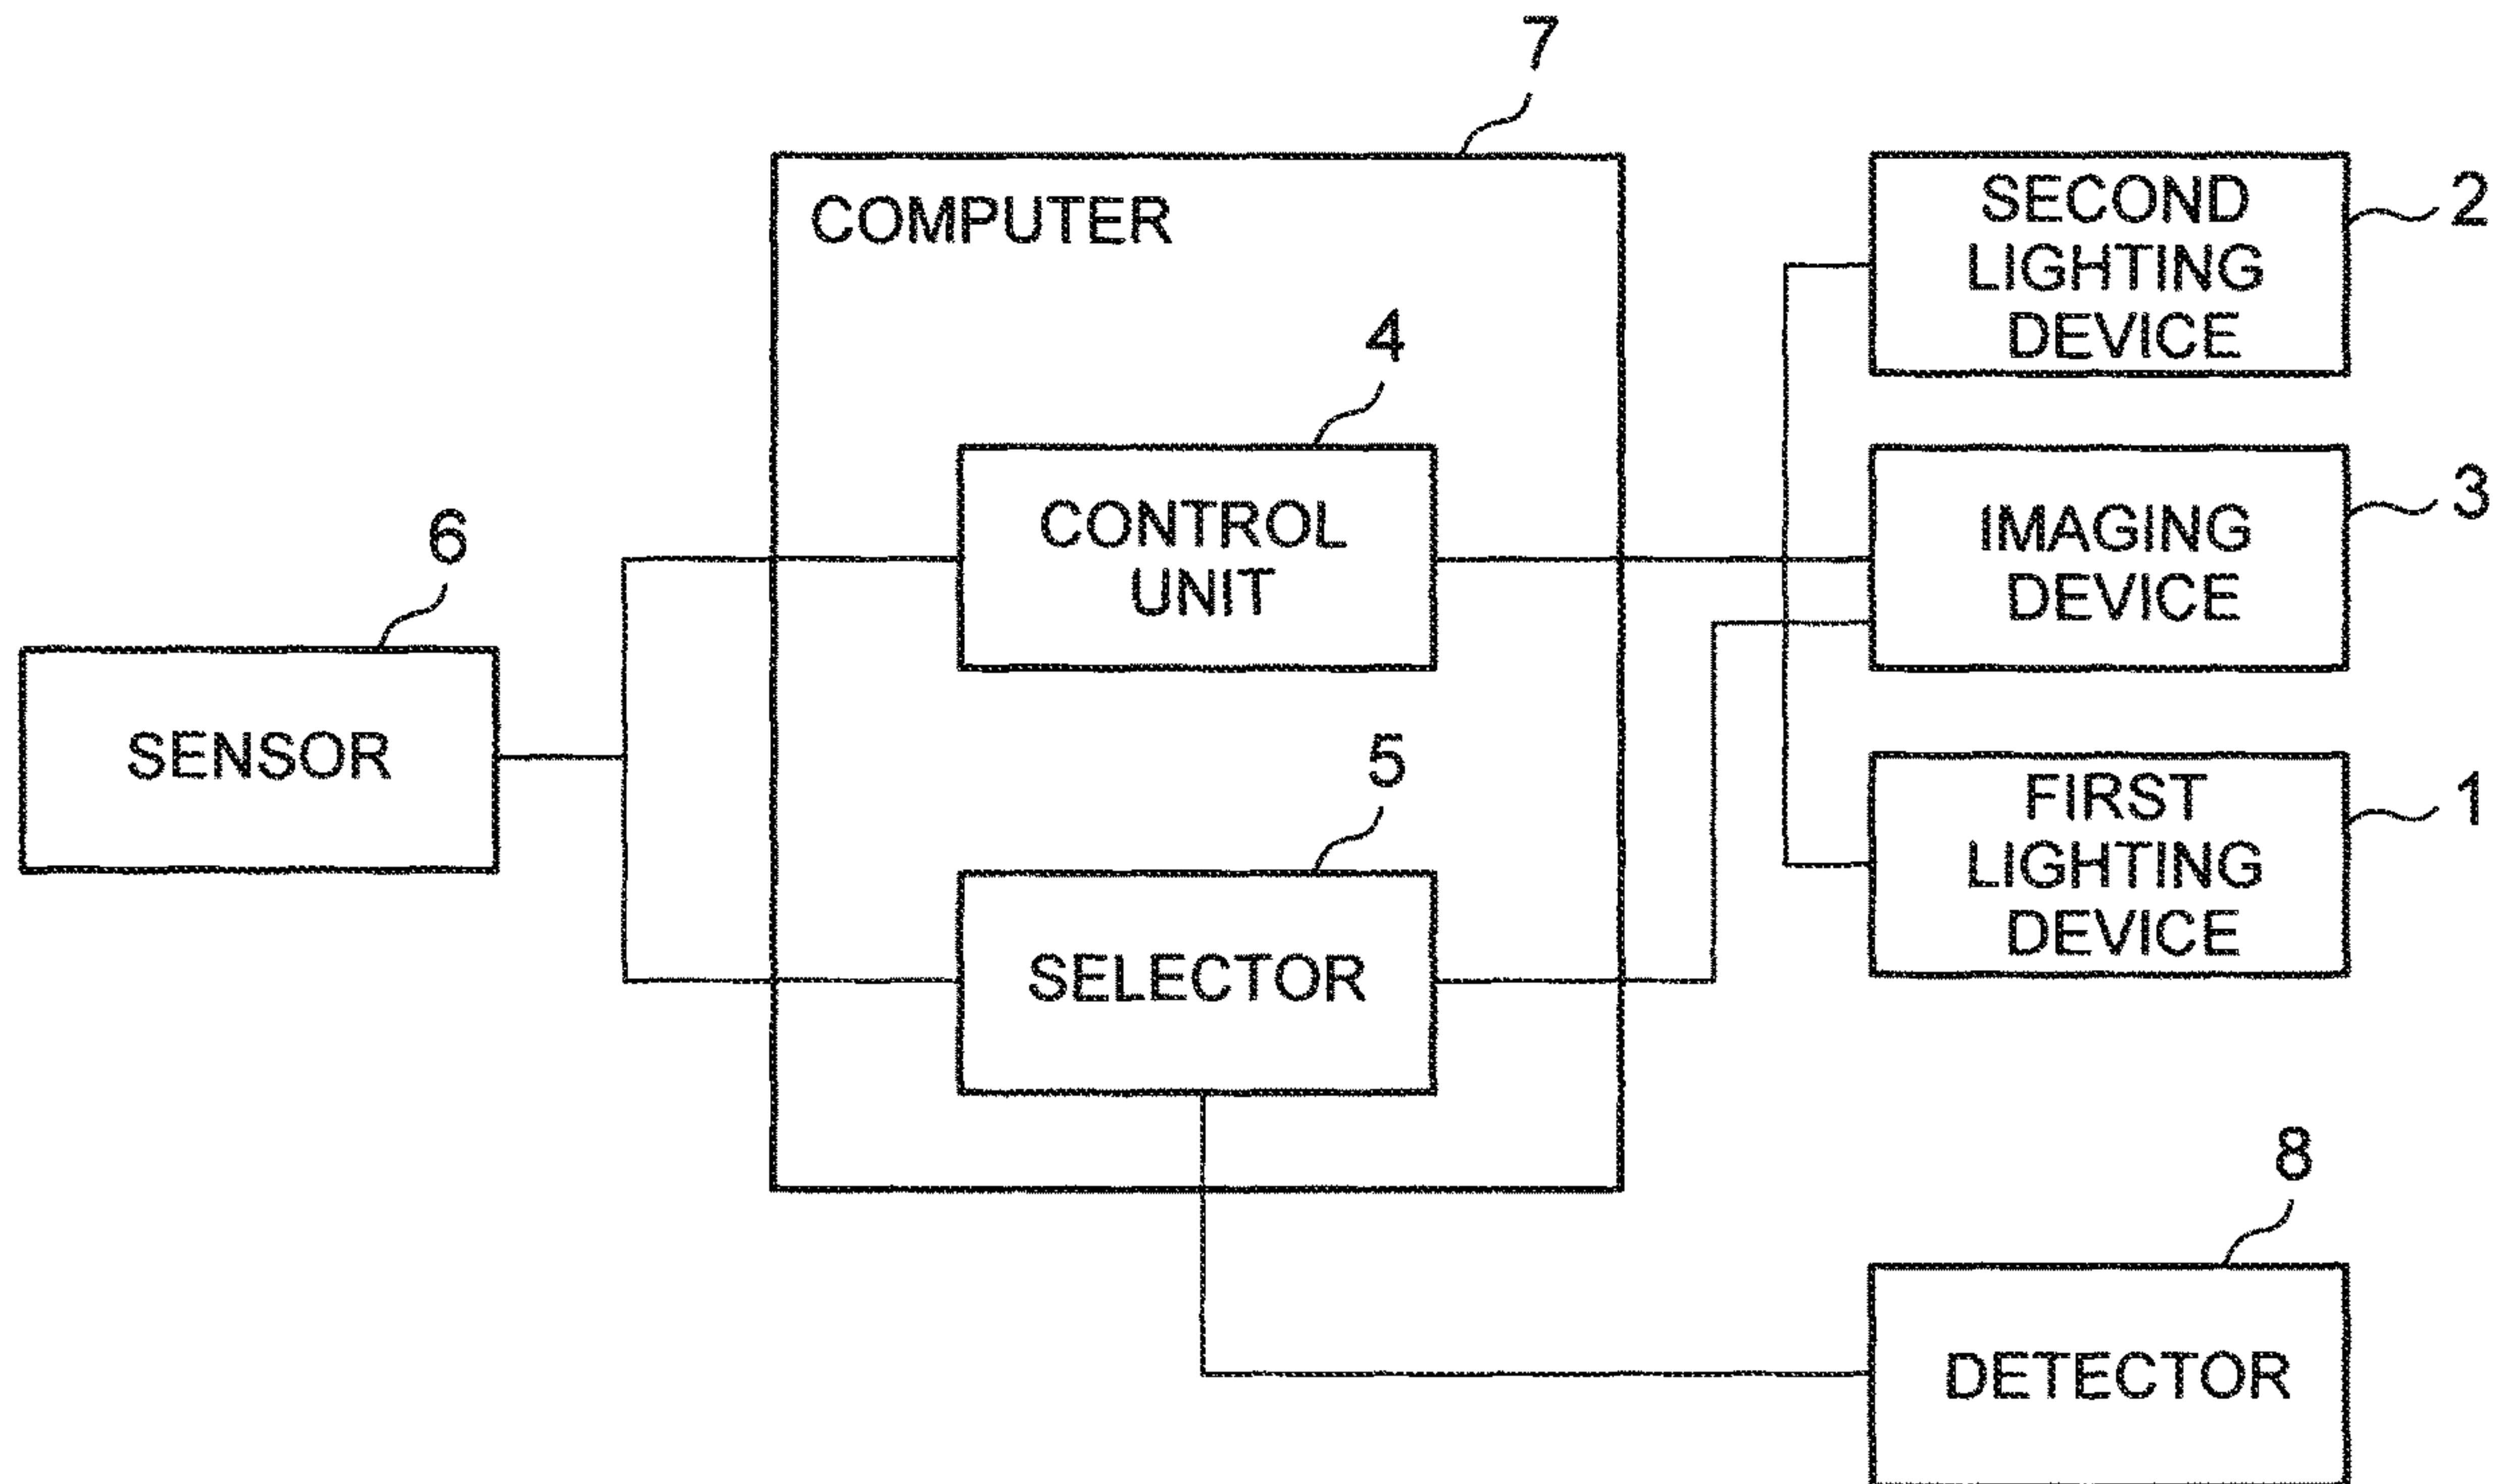 7
COMPUTER
SECOND
LIGHTING
DEVICE
2
4
CONTROL
UNIT
IMAGING
DEVICE
3
6
SENSOR
5
SELECTOR
FIRST
LIGHTING
DEVICE
1
8
DETECTOR